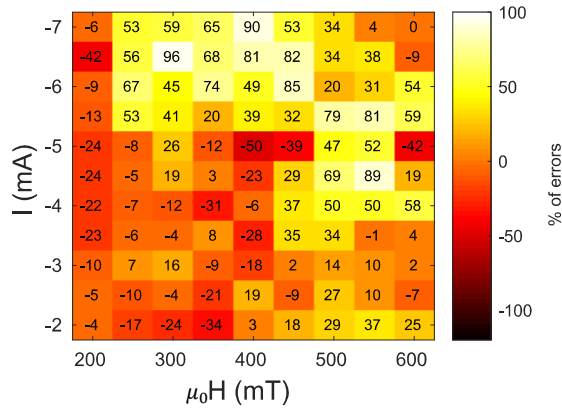 -7 -6 53 59 65 90 53 34 4 0 100
-42 56 96 68 81 82 34 38 -9
-6 -9 67 45 74 49 85 20 31 54 50
-13 53 41 20 39 32 79 81 59
-5 -24 -8 26 -12 -50 -39 47 52 -42 0
-24 -5 19 3 -23 29 69 89 19
-4 -22 -7 -12 -31 -6 37 50 50 58
-23 -6 -4 8 -28 35 34 -1 4 -50
-3 -10 7 16 -9 -18 2 14 10 2
-5 -10 -4 -21 19 -9 27 10 -7 -100
-2 -4 -17 -24 -34 3 18 29 37 25
200 300 400 500 600
μ₀H (mT)
I (mA)
% of errors